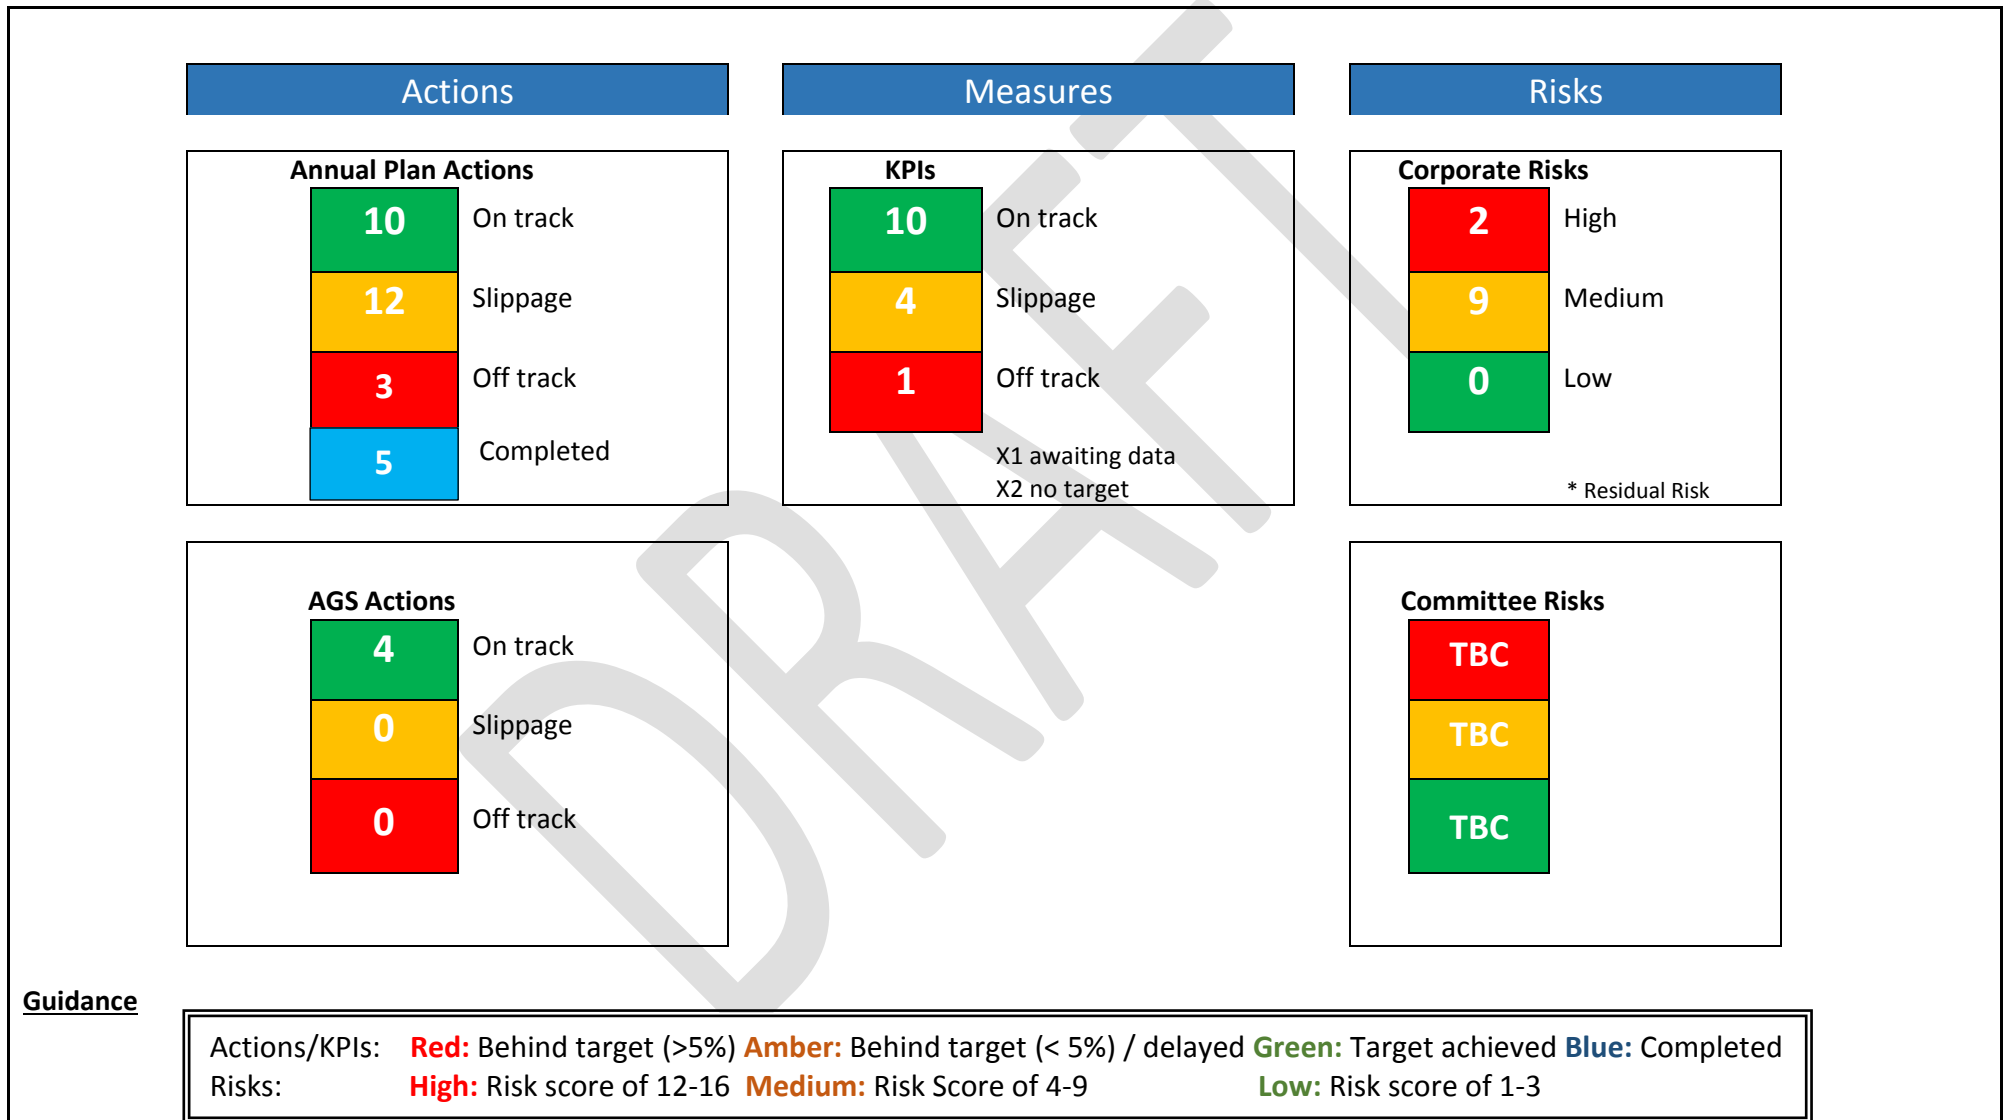 Actions
Measures
Risks
Annual Plan Actions
10 On track
12 Slippage
3 Off track
5 Completed
KPIs
10 On track
4 Slippage
1 Off track
X1 awaiting data
X2 no target
Corporate Risks
2 High
9 Medium
0 Low
* Residual Risk
AGS Actions
4 On track
0 Slippage
0 Off track
Committee Risks
TBC
TBC
TBC
DRAFT
Guidance
Actions/KPIs: Red: Behind target (>5%) Amber: Behind target (< 5%) / delayed Green: Target achieved Blue: Completed
Risks: High: Risk score of 12-16 Medium: Risk Score of 4-9 Low: Risk score of 1-3